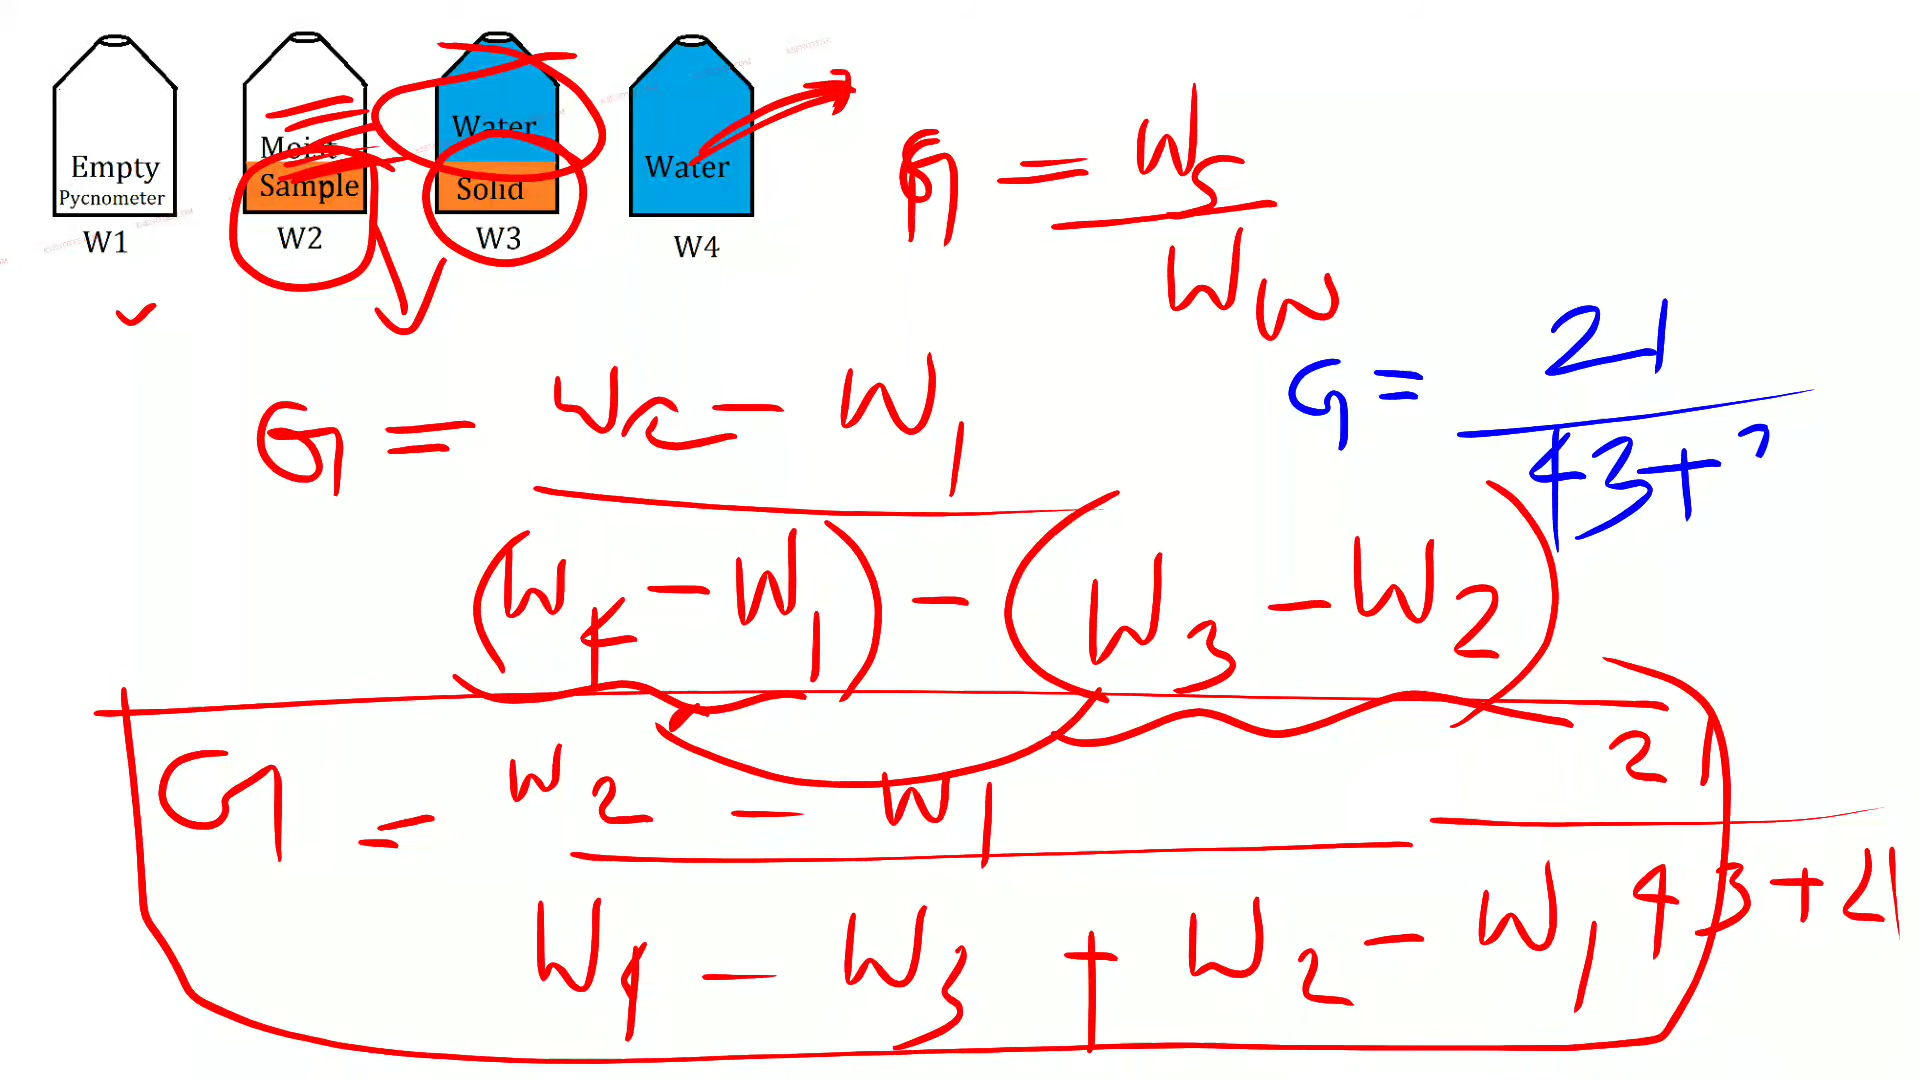 Empty
Pycnometer
W1
Moist
Sample
W2
Water
Solid
W3
Water
W4
G = Ws
Ww
G = W2 - W1
(W4 - W1) - (W3 - W2)
G = 21
43+2
G = W2 - W1
W4 - W3 + W2 - W1
21
43+21